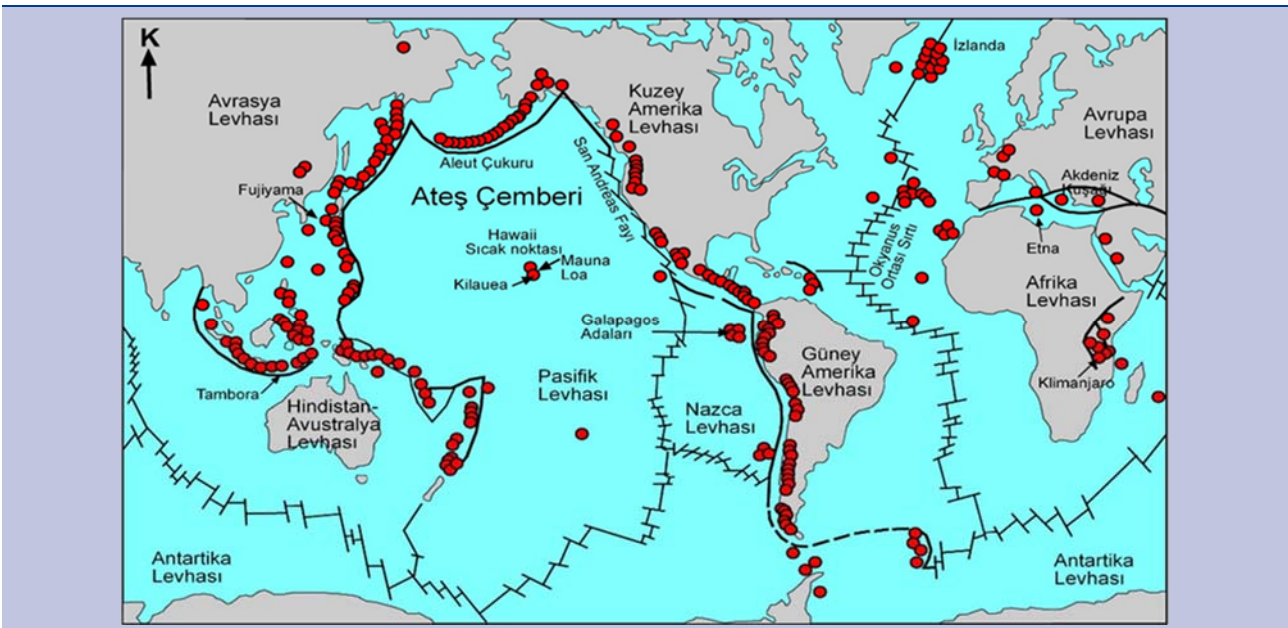 K
İzlanda
Avrasya
Levhası
Kuzey
Amerika
Levhası
Avrupa
Levhası
Aleut Çukuru
San Andreas Fayı
Akdeniz
Kuşağı
Fujiyama
Ateş Çemberi
Hawaii
Sıcak noktası
Mauna
Loa
Kilauea
Okyanus
Ortası Sırtı
Etna
Afrika
Levhası
Galapagos
Adaları
Güney
Amerika
Levhası
Klimanjaro
Tambora
Pasifik
Levhası
Hindistan-
Avustralya
Levhası
Nazca
Levhası
Antartika
Levhası
Antartika
Levhası